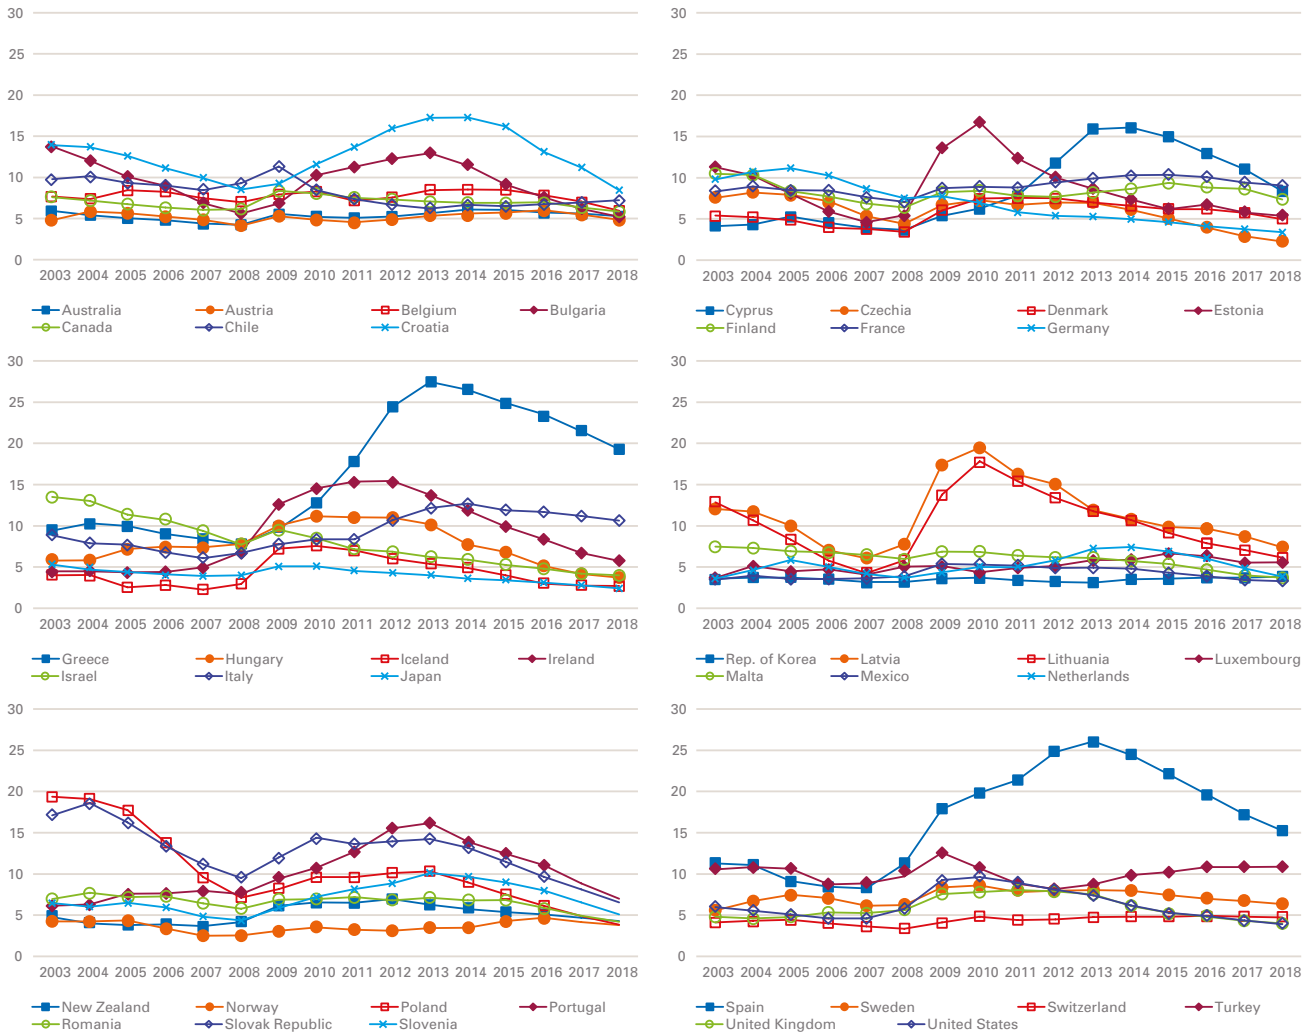 30
25
20
15
10
5
0
2003 2004 2005 2006 2007 2008 2009 2010 2011 2012 2013 2014 2015 2016 2017 2018
Australia Austria Belgium Bulgaria
Canada Chile Croatia
30
25
20
15
10
5
0
2003 2004 2005 2006 2007 2008 2009 2010 2011 2012 2013 2014 2015 2016 2017 2018
Cyprus Czechia Denmark Estonia
Finland France Germany
30
25
20
15
10
5
0
2003 2004 2005 2006 2007 2008 2009 2010 2011 2012 2013 2014 2015 2016 2017 2018
Greece Hungary Iceland Ireland
Israel Italy Japan
30
25
20
15
10
5
0
2003 2004 2005 2006 2007 2008 2009 2010 2011 2012 2013 2014 2015 2016 2017 2018
Rep. of Korea Latvia Lithuania Luxembourg
Malta Mexico Netherlands
30
25
20
15
10
5
0
2003 2004 2005 2006 2007 2008 2009 2010 2011 2012 2013 2014 2015 2016 2017 2018
New Zealand Norway Poland Portugal
Romania Slovak Republic Slovenia
30
25
20
15
10
5
0
2003 2004 2005 2006 2007 2008 2009 2010 2011 2012 2013 2014 2015 2016 2017 2018
Spain Sweden Switzerland Turkey
United Kingdom United States